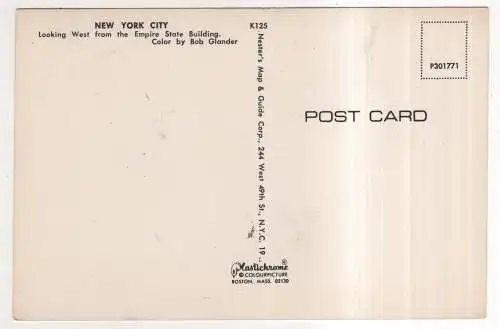 NEW YORK CITY
Looking West from the Empire State Building.
Color by Bob Glander
K125
Nester's Map & Guide Corp., 244 West 49th St., N.Y.C. 19 ..
Plastichrome ®
© COLOURPICTURE
BOSTON, MASS. 02130
P301771
POST CARD